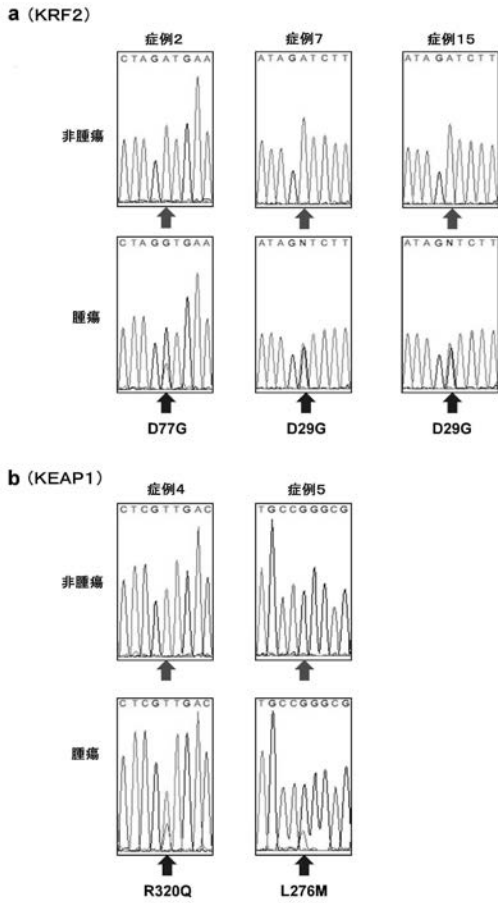 a (KRF2)
症例2 症例7 症例15
CTAGATGAA ATAGATCTT ATAGATCTT
非腫瘍
CTAGGTGAA ATAGNTCTT ATAGNTCTT
腫瘍
D77G D29G D29G
b (KEAP1)
症例4 症例5
CTCGTTGAC TGCCGGGCG
非腫瘍
CTCGTTGAC TGCCGGGCG
腫瘍
R320Q L276M